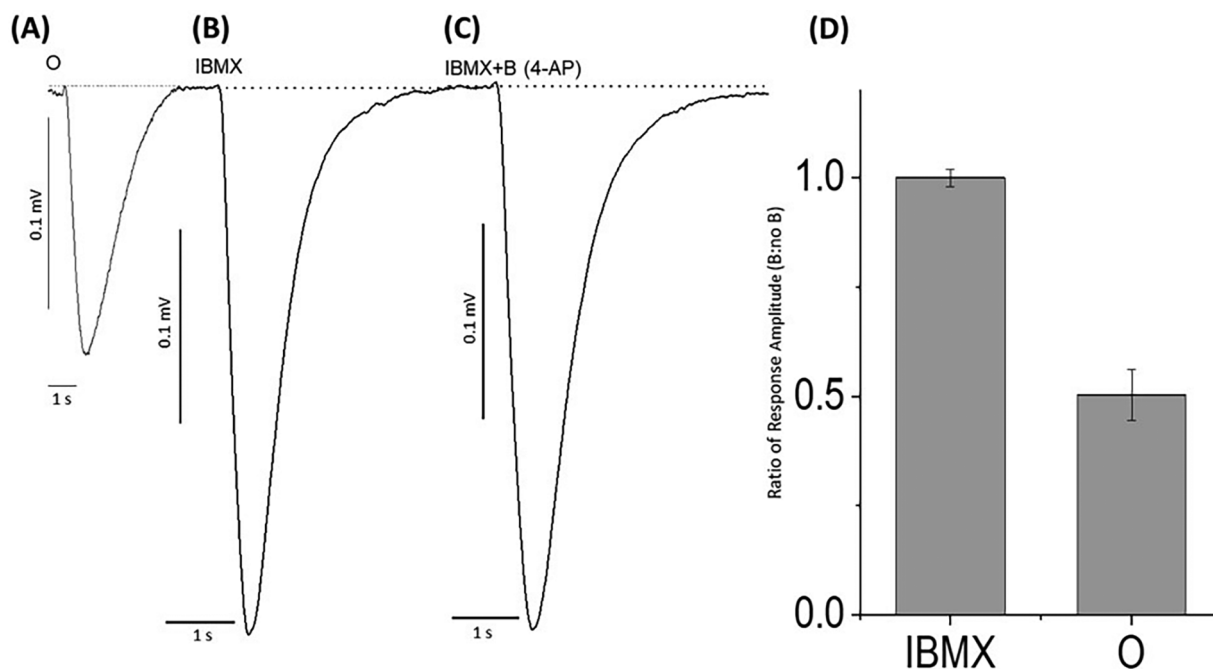 (A)
O
0.1 mV
1 s
(B)
IBMX
0.1 mV
1 s
(C)
IBMX+B (4-AP)
0.1 mV
1 s
(D)
Ratio of Response Amplitude (B:no B)
1.0
0.5
0.0
IBMX
O